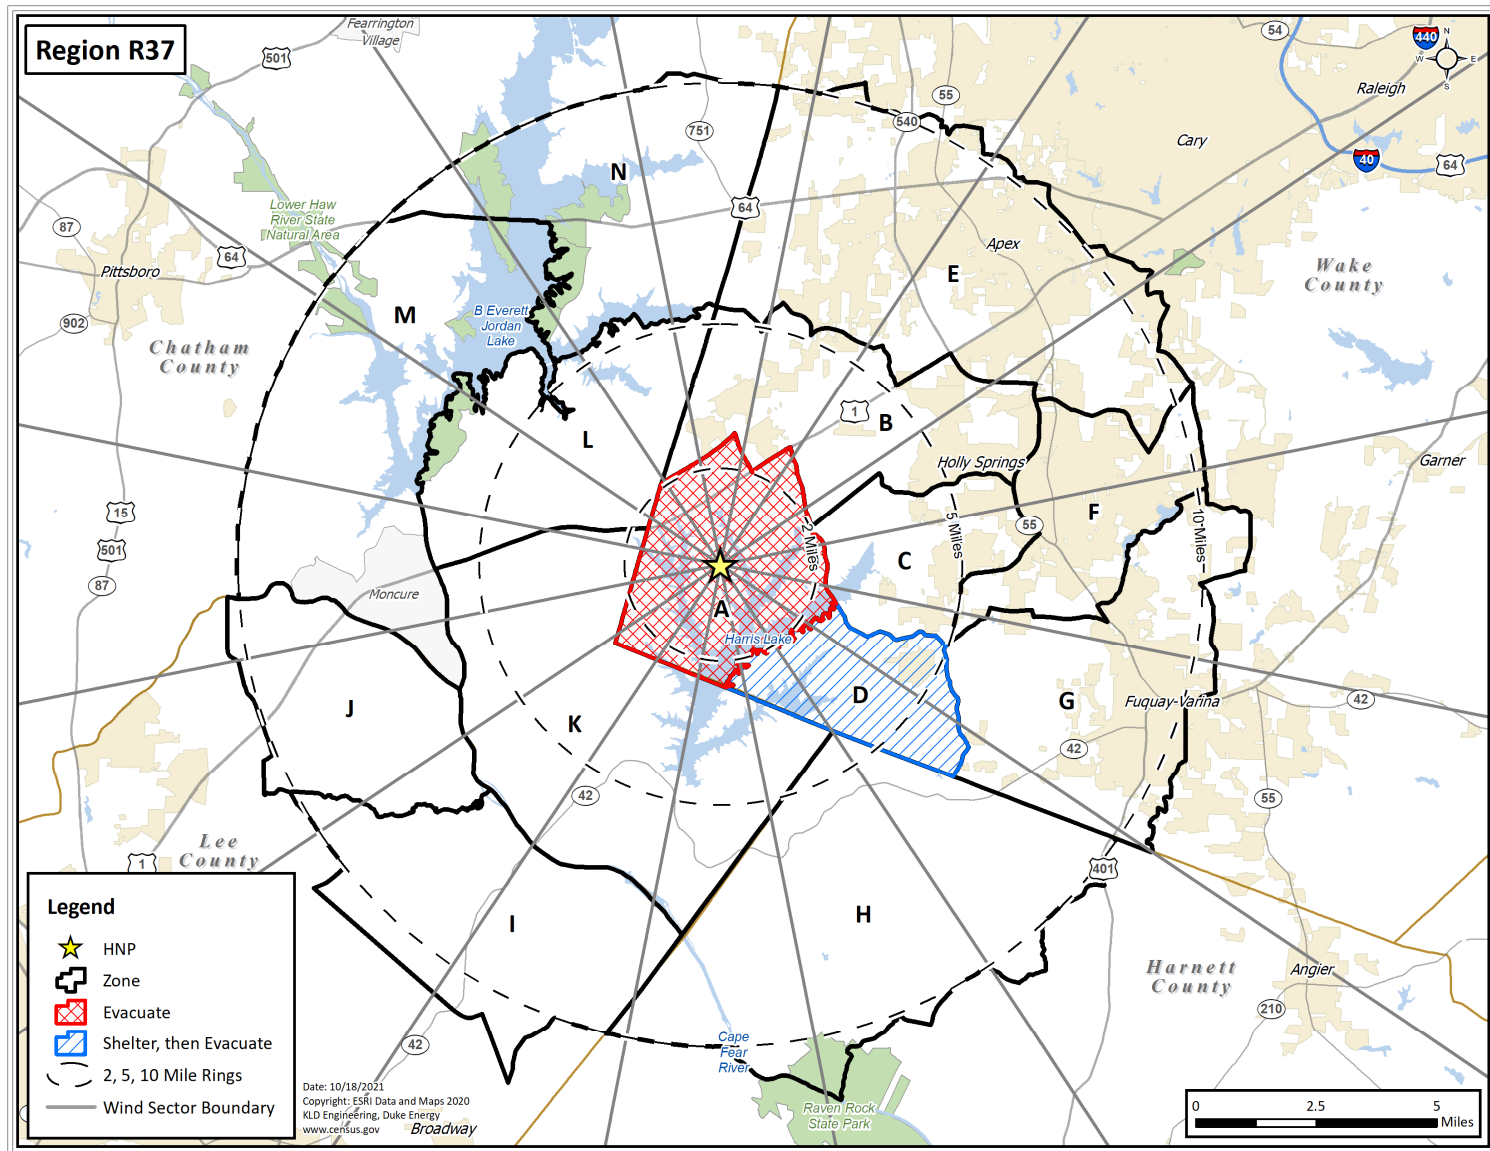 Region R37
Fearrington
Village
501
54
440
N
W
E
S
Raleigh
55
540
751
Cary
40
64
N
Lower Haw
River State
Natural Area
87
64
64
Pittsboro
Apex
E
Wake
County
M
B Everett
Jordan
Lake
902
Chatham
County
1
B
L
Holly Springs
Garner
15
501
87
55
F
5 Miles
2 Miles
10 Miles
C
Moncure
A
Harris Lake
D
J
K
G
Fuquay-Varina
42
42
42
55
Lee
County
1
401
I
H
Harnett
County
Angier
210
42
Cape
Fear
River
Raven Rock
State Park
Broadway
Legend
HNP
Zone
Evacuate
Shelter, then Evacuate
2, 5, 10 Mile Rings
Wind Sector Boundary
Date: 10/18/2021
Copyright: ESRI Data and Maps 2020
KLD Engineering, Duke Energy
www.census.gov
0
2.5
5
Miles